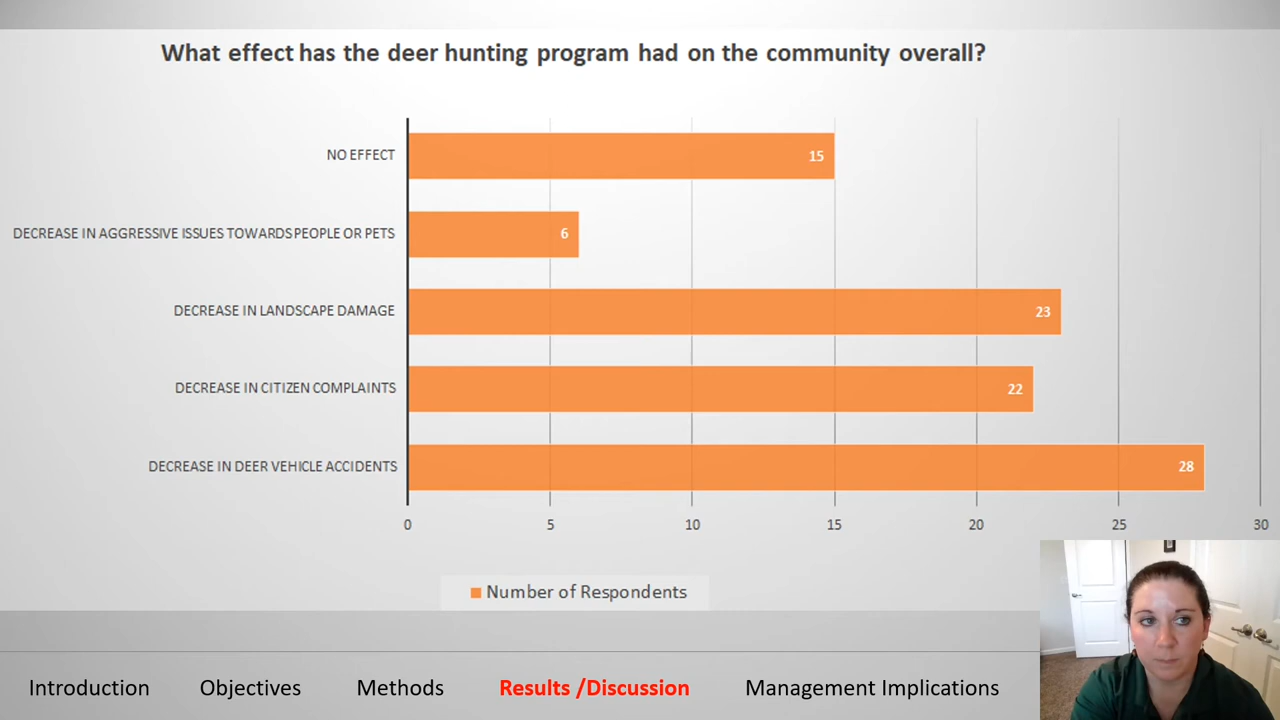 What effect has the deer hunting program had on the community overall?
NO EFFECT
15
DECREASE IN AGGRESSIVE ISSUES TOWARDS PEOPLE OR PETS
6
DECREASE IN LANDSCAPE DAMAGE
23
DECREASE IN CITIZEN COMPLAINTS
22
DECREASE IN DEER VEHICLE ACCIDENTS
28
0 5 10 15 20 25 30
Number of Respondents
Introduction Objectives Methods Results /Discussion Management Implications